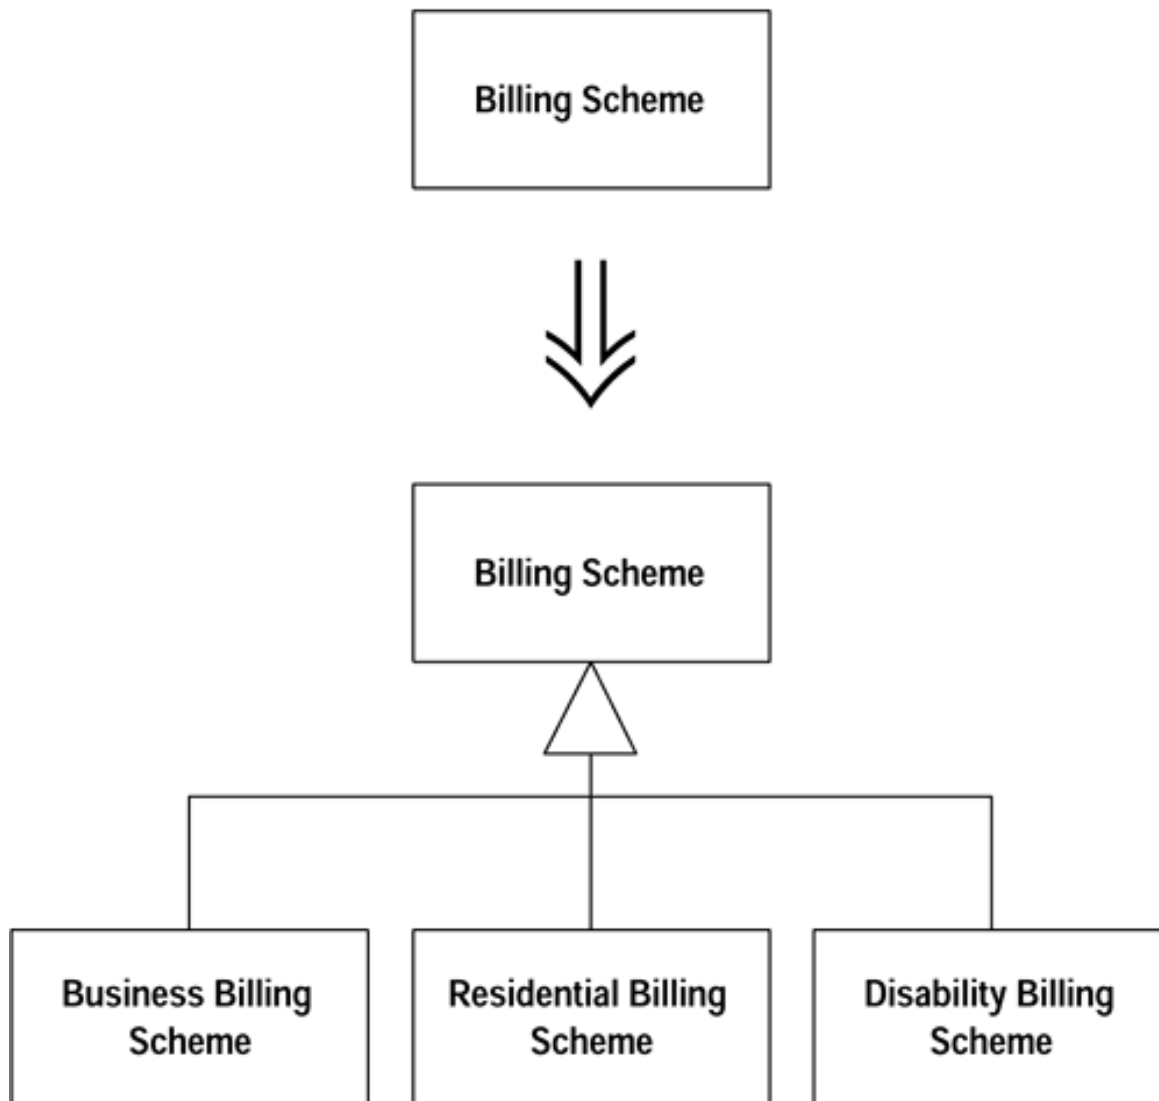 Billing Scheme
Billing Scheme
Business Billing
Scheme
Residential Billing
Scheme
Disability Billing
Scheme